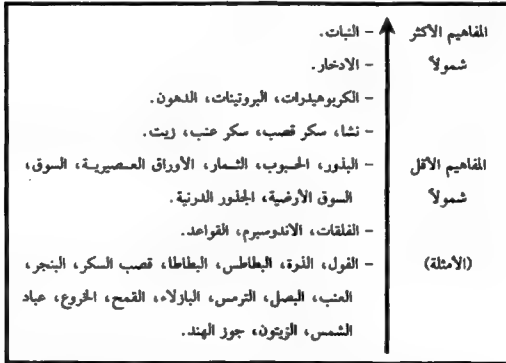 المفاهيم الأكثر - النبات.
شمولاً - الادخار.
- الكربوهيدرات، البروتينات، الدهون.
- نشا، سكر قصب، سكر عنب، زيت.
المفاهيم الأقل - البذور، الحبوب، الثمار، الأوراق العصيرية، السوق،
شمولاً السوق الأرضية، الجذور الدرنية.
- الفلقات، الاندوسبرم، القواعد.
(الأمثلة) - الفول، الذرة، البطاطس، البطاطا، قصب السكر، البنجر،
العنب، البصل، الترمس، البازلاء، القمح، الخروع، عباد
الشمس، الزيتون، جوز الهند.